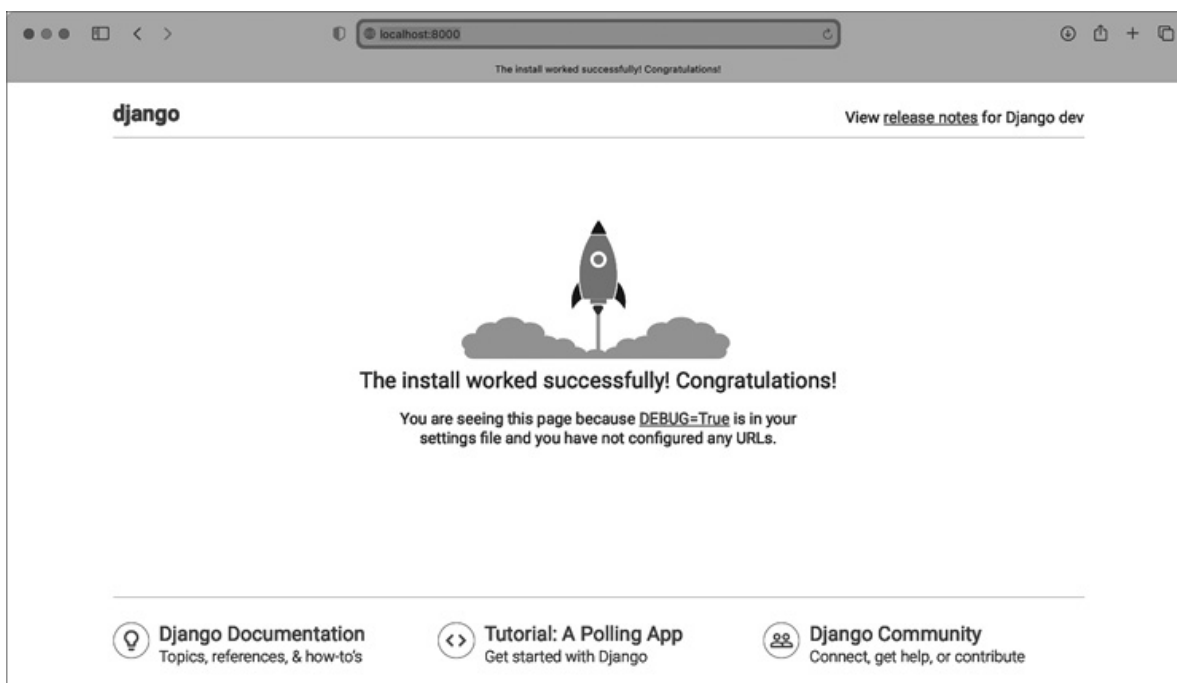 localhost:8000
The install worked successfully! Congratulations!
django
View release notes for Django dev
The install worked successfully! Congratulations!
You are seeing this page because DEBUG=True is in your
settings file and you have not configured any URLs.
Django Documentation
Topics, references, & how-to's
Tutorial: A Polling App
Get started with Django
Django Community
Connect, get help, or contribute